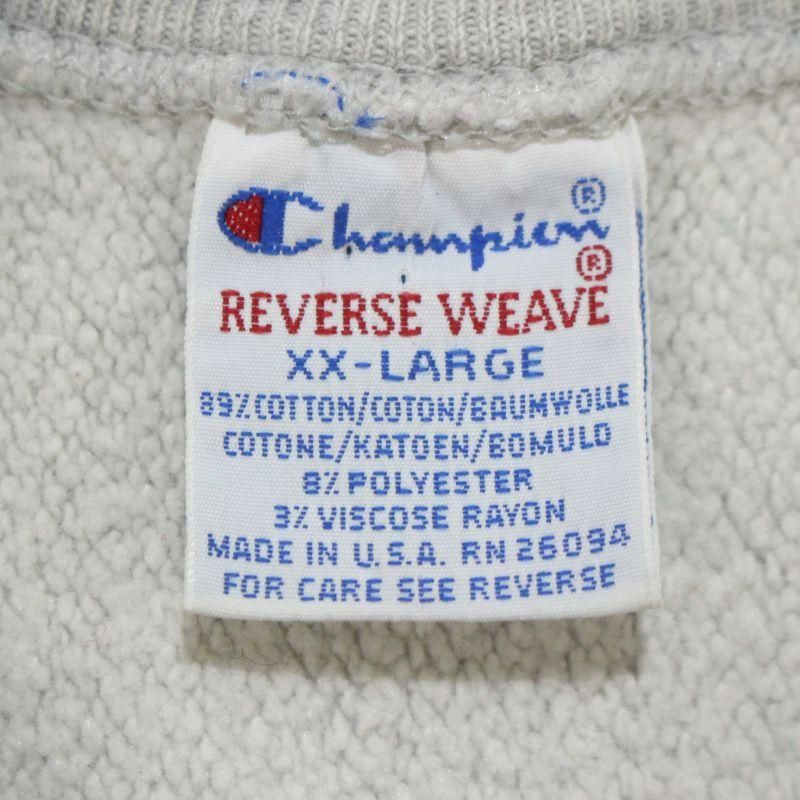 Champion®
REVERSE WEAVE®
XX-LARGE
89% COTTON/COTON/BAUMWOLLE
COTONE/KATOEN/BOMULD
8% POLYESTER
3% VISCOSE RAYON
MADE IN U.S.A. RN 26094
FOR CARE SEE REVERSE